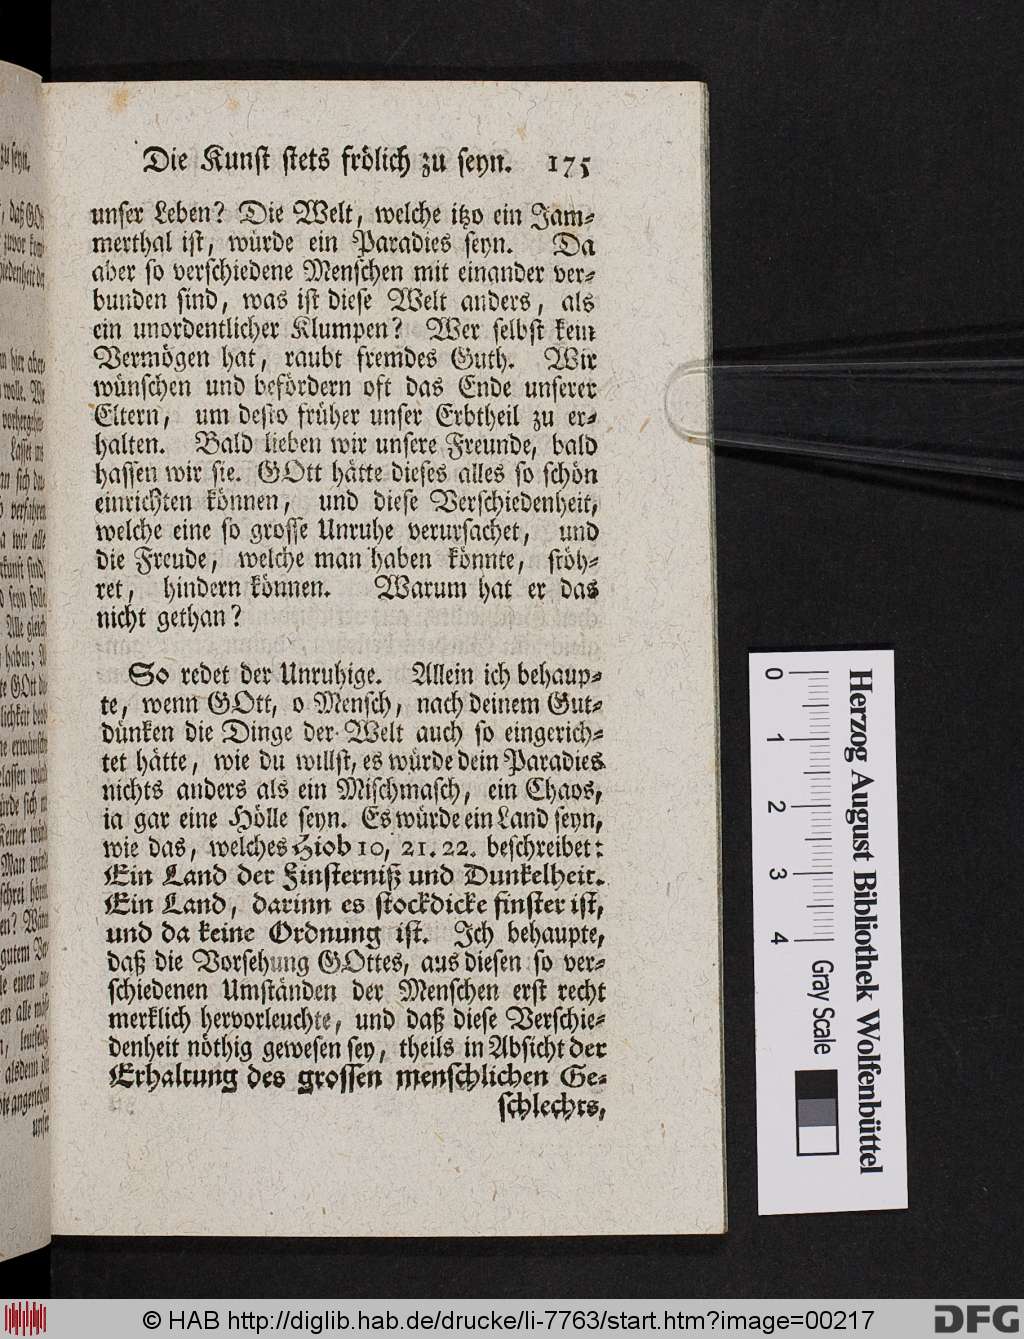 Die Kunst stets frölich zu seyn. 175
unser Leben? Die Welt, welche itzo ein Jam-
merthal ist, würde ein Paradies seyn. Da
aber so verschiedene Menschen mit einander ver-
bunden sind, was ist diese Welt anders, als
ein unordentlicher Klumpen? Wer selbst kein
Vermögen hat, raubt fremdes Guth. Wir
wünschen und befördern oft das Ende unserer
Eltern, um desto früher unser Erbtheil zu er-
halten. Bald lieben wir unsere Freunde, bald
hassen wir sie. GOtt hätte dieses alles so schön
einrichten können, und diese Verschiedenheit,
welche eine so grosse Unruhe verursachet, und
die Freude, welche man haben könnte, stöh-
ret, hindern können. Warum hat er das
nicht gethan?
So redet der Unruhige. Allein ich behaup-
te, wenn GOtt, o Mensch, nach deinem Gut-
dünken die Dinge der Welt auch so eingerich-
tet hätte, wie du willst, es würde dein Paradies
nichts anders als ein Mischmasch, ein Chaos,
ja gar eine Hölle seyn. Es würde ein Land seyn,
wie das, welches Hiob 10, 21. 22. beschreibet:
Ein Land der Finsterniß und Dunkelheit.
Ein Land, darinn es stockdicke finster ist,
und da keine Ordnung ist. Ich behaupte,
daß die Vorsehung GOttes, aus diesen so ver-
schiedenen Umständen der Menschen erst recht
merklich hervorleuchte, und daß diese Verschie-
denheit nöthig gewesen sey, theils in Absicht der
Erhaltung des grossen menschlichen Ge-
schlechts,
0 1 2 3 4
Herzog August Bibliothek Wolfenbüttel
Gray Scale
© HAB http://diglib.hab.de/drucke/li-7763/start.htm?image=00217
DFG